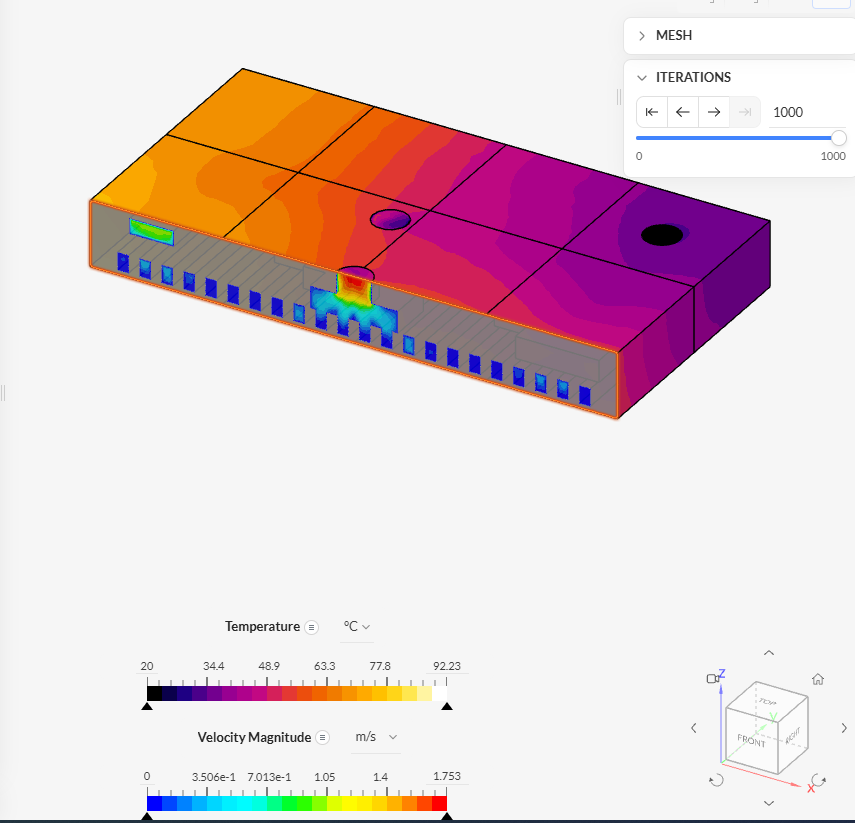 MESH
ITERATIONS
1000
0 1000
Temperature °C
20 34.4 48.9 63.3 77.8 92.23
Velocity Magnitude m/s
0 3.506e-1 7.013e-1 1.05 1.4 1.753
Z
TOP
Y
FRONT
RIGHT
X